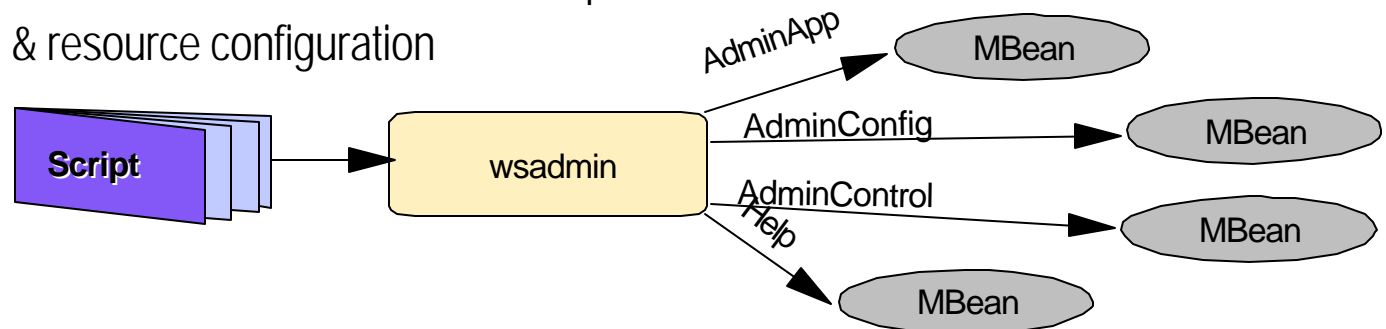 & resource configuration
AdminApp
MBean
AdminConfig
MBean
Script
wsadmin
AdminControl
MBean
Help
MBean